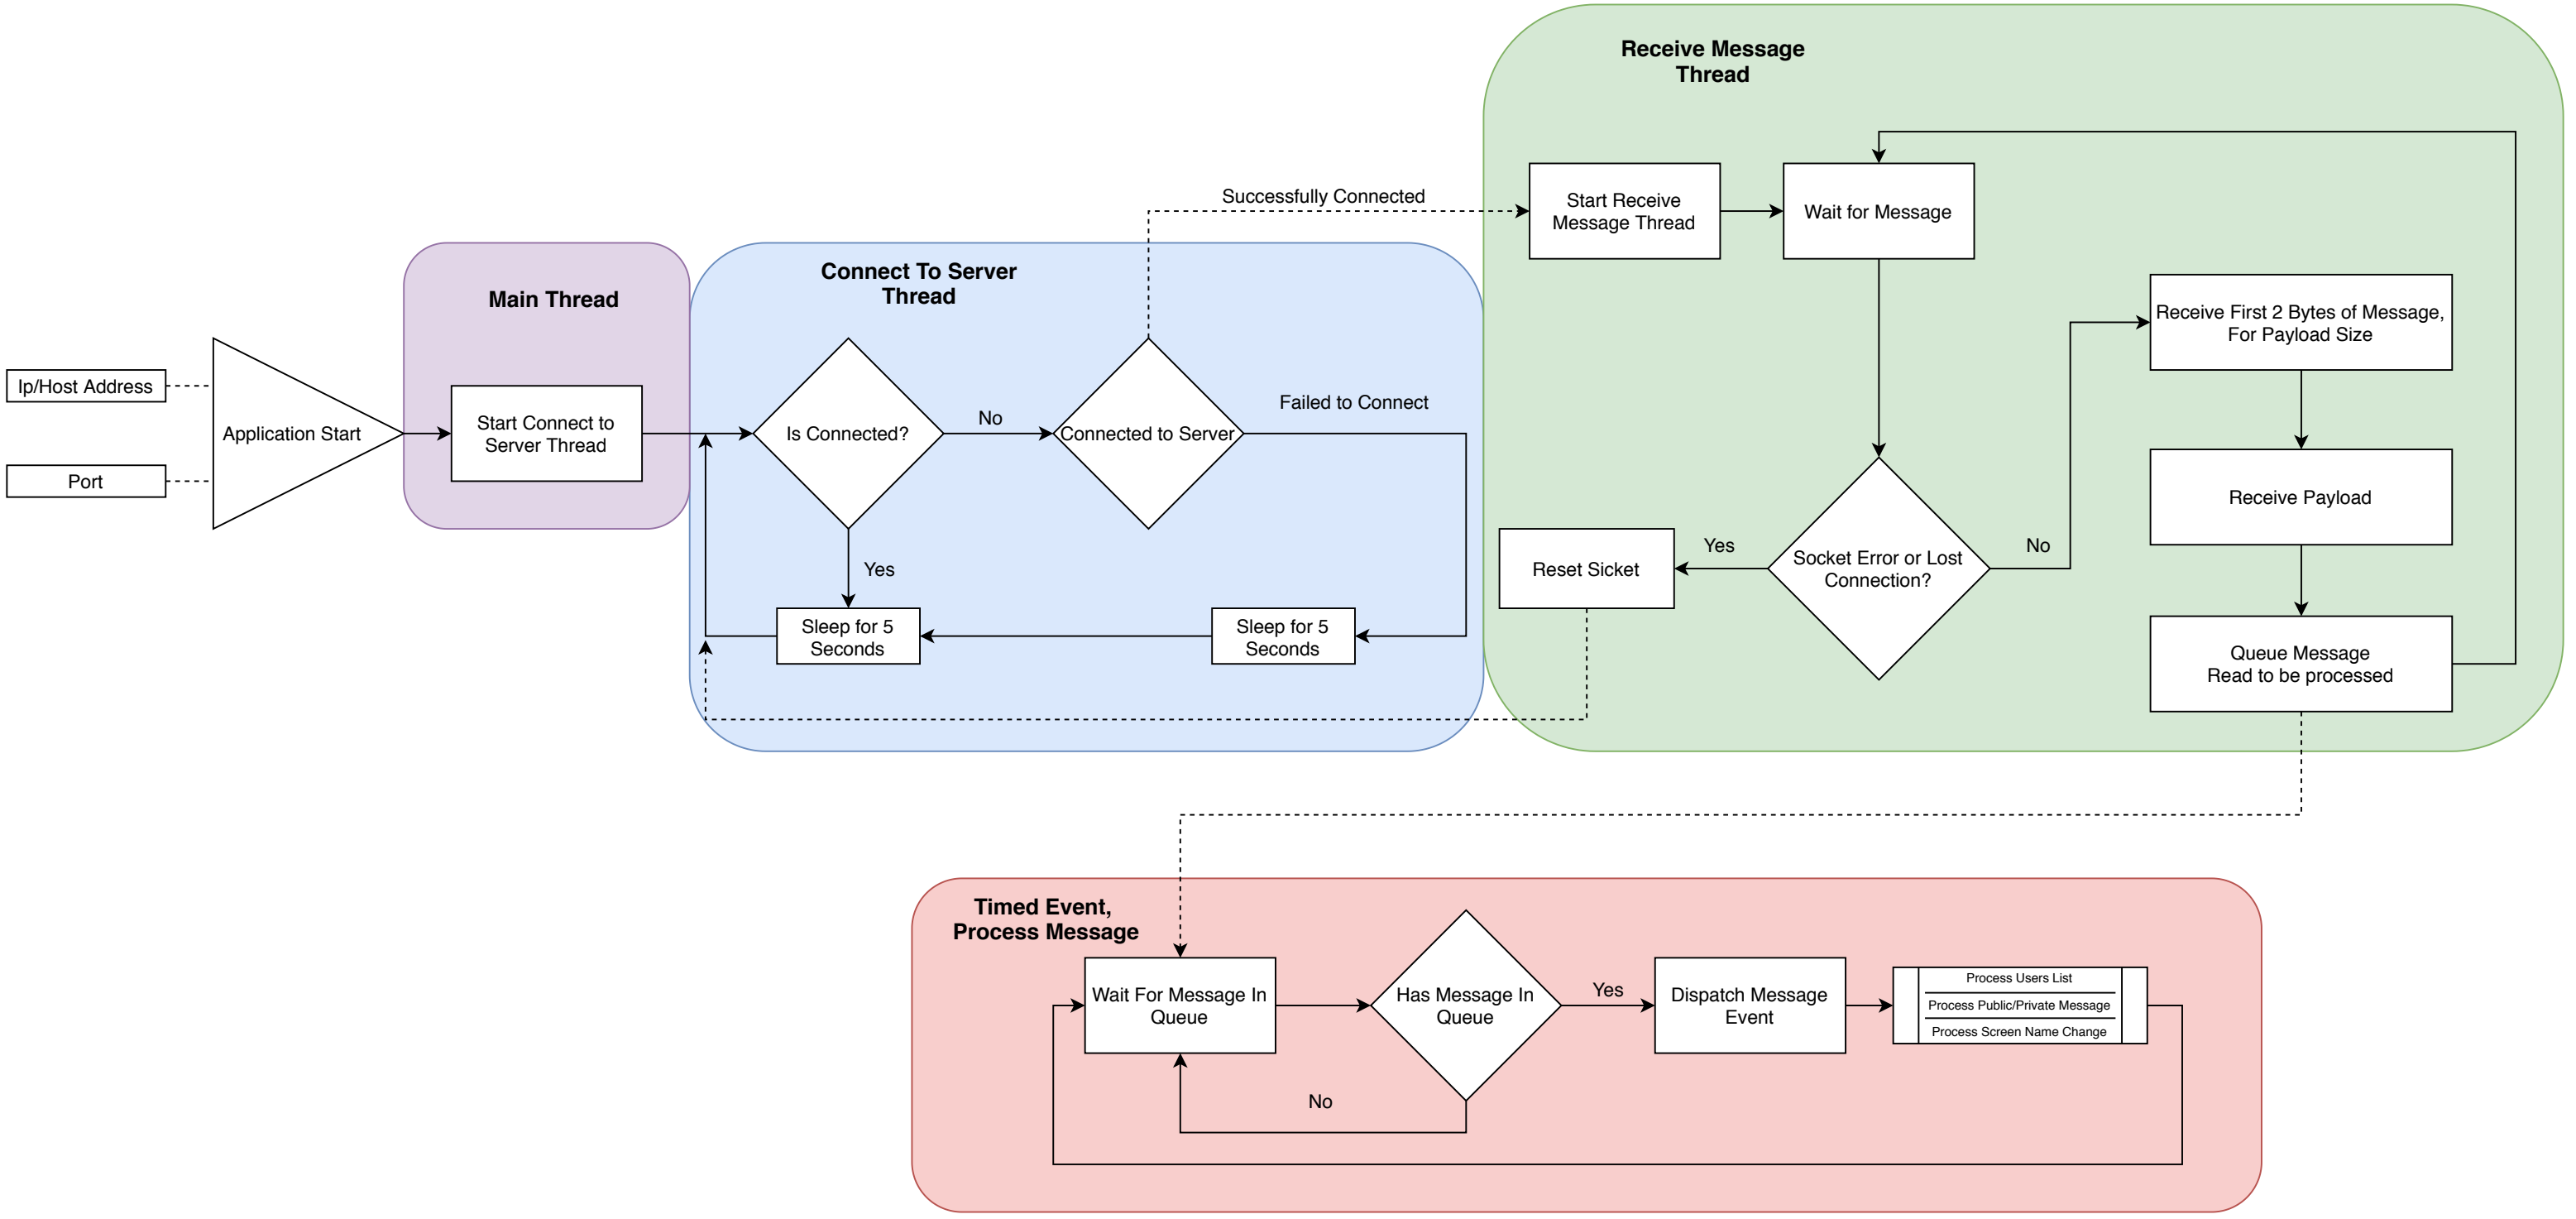 Receive Message
Thread
Successfully Connected
Start Receive
Message Thread
Wait for Message
Connect To Server
Thread
Main Thread
Receive First 2 Bytes of Message,
For Payload Size
Ip/Host Address
Application Start
Port
Start Connect to
Server Thread
Is Connected?
No
Connected to Server
Failed to Connect
Yes
Sleep for 5
Seconds
Sleep for 5
Seconds
Receive Payload
Reset Sicket
Yes
Socket Error or Lost
Connection?
No
Queue Message
Read to be processed
Timed Event,
Process Message
Wait For Message In
Queue
Has Message In
Queue
Yes
Dispatch Message
Event
Process Users List
Process Public/Private Message
Process Screen Name Change
No